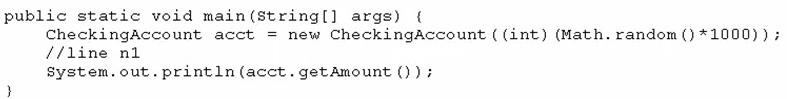 public static void main(String[] args) {
    CheckingAccount acct = new CheckingAccount((int)(Math.random()*1000));
    //line n1
    System.out.println(acct.getAmount());
}